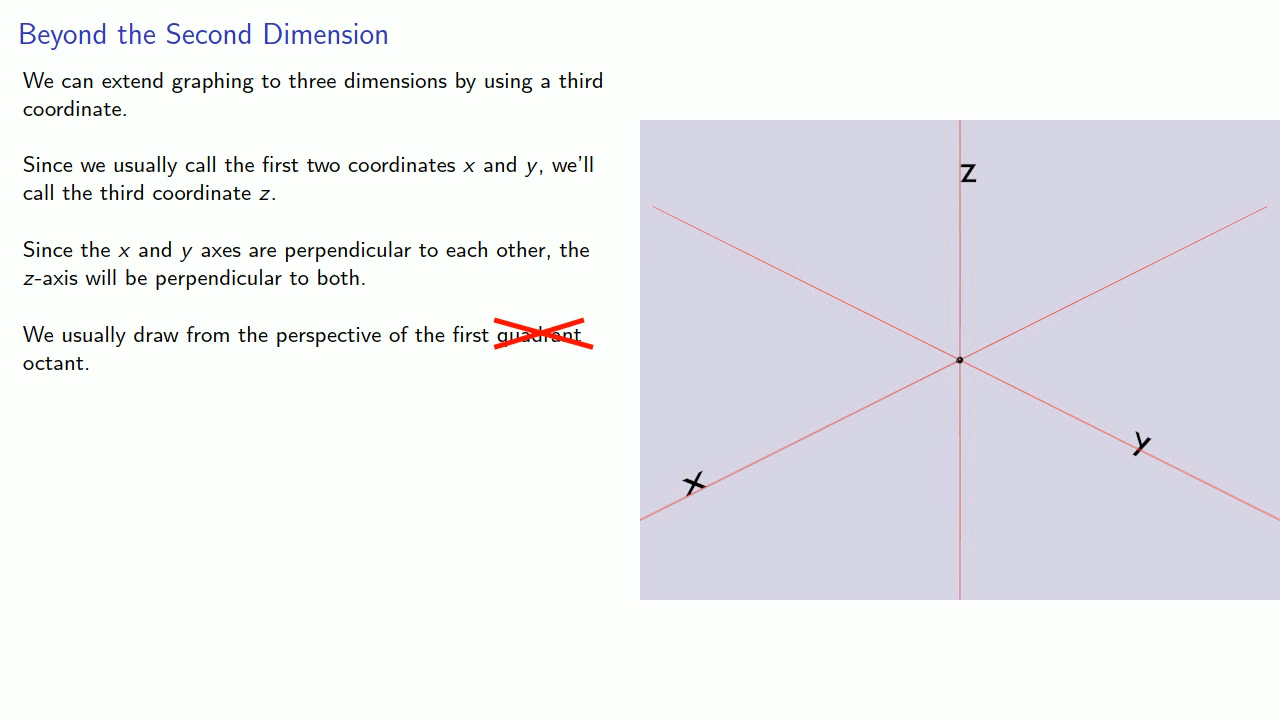 Beyond the Second Dimension
We can extend graphing to three dimensions by using a third
coordinate.
Since we usually call the first two coordinates x and y, we'll
call the third coordinate z.
Since the x and y axes are perpendicular to each other, the
z-axis will be perpendicular to both.
We usually draw from the perspective of the first quadrant
octant.
z
y
x